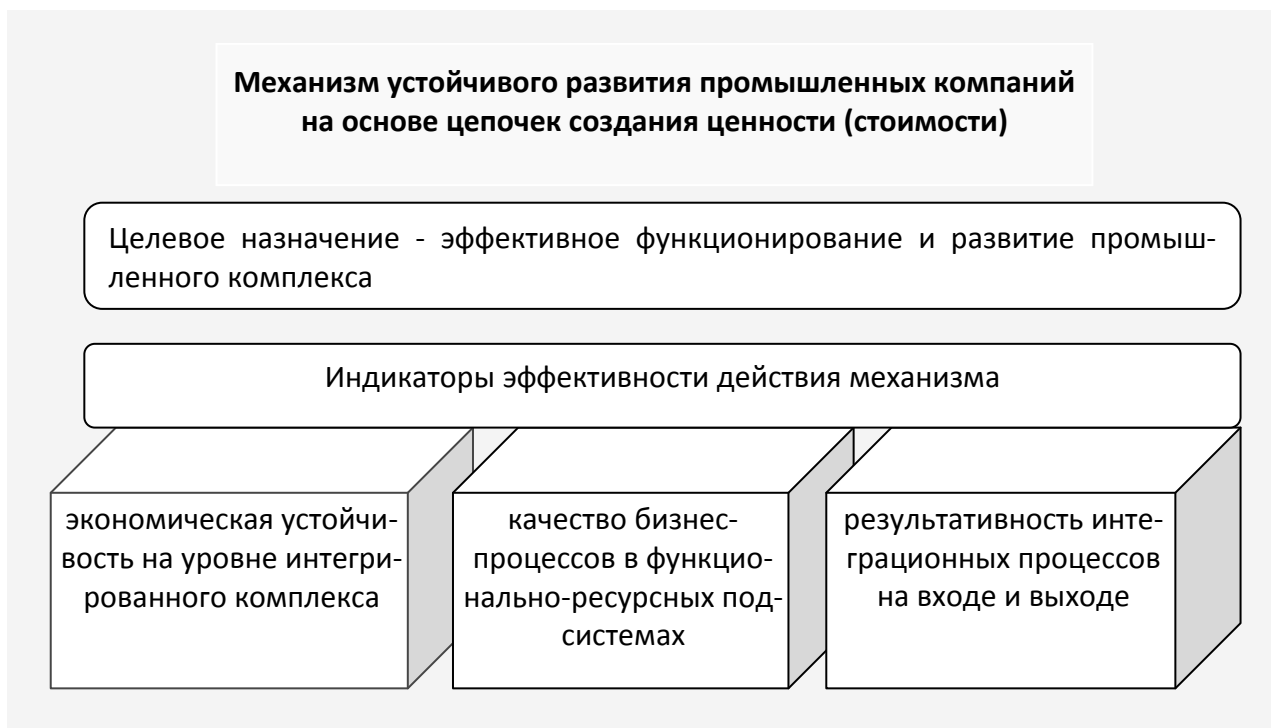 Механизм устойчивого развития промышленных компаний
на основе цепочек создания ценности (стоимости)
Целевое назначение - эффективное функционирование и развитие промыш-
ленного комплекса
Индикаторы эффективности действия механизма
экономическая устойчи-
вость на уровне интегри-
рованного комплекса
качество бизнес-
процессов в функцио-
нально-ресурсных под-
системах
результативность инте-
грационных процессов
на входе и выходе